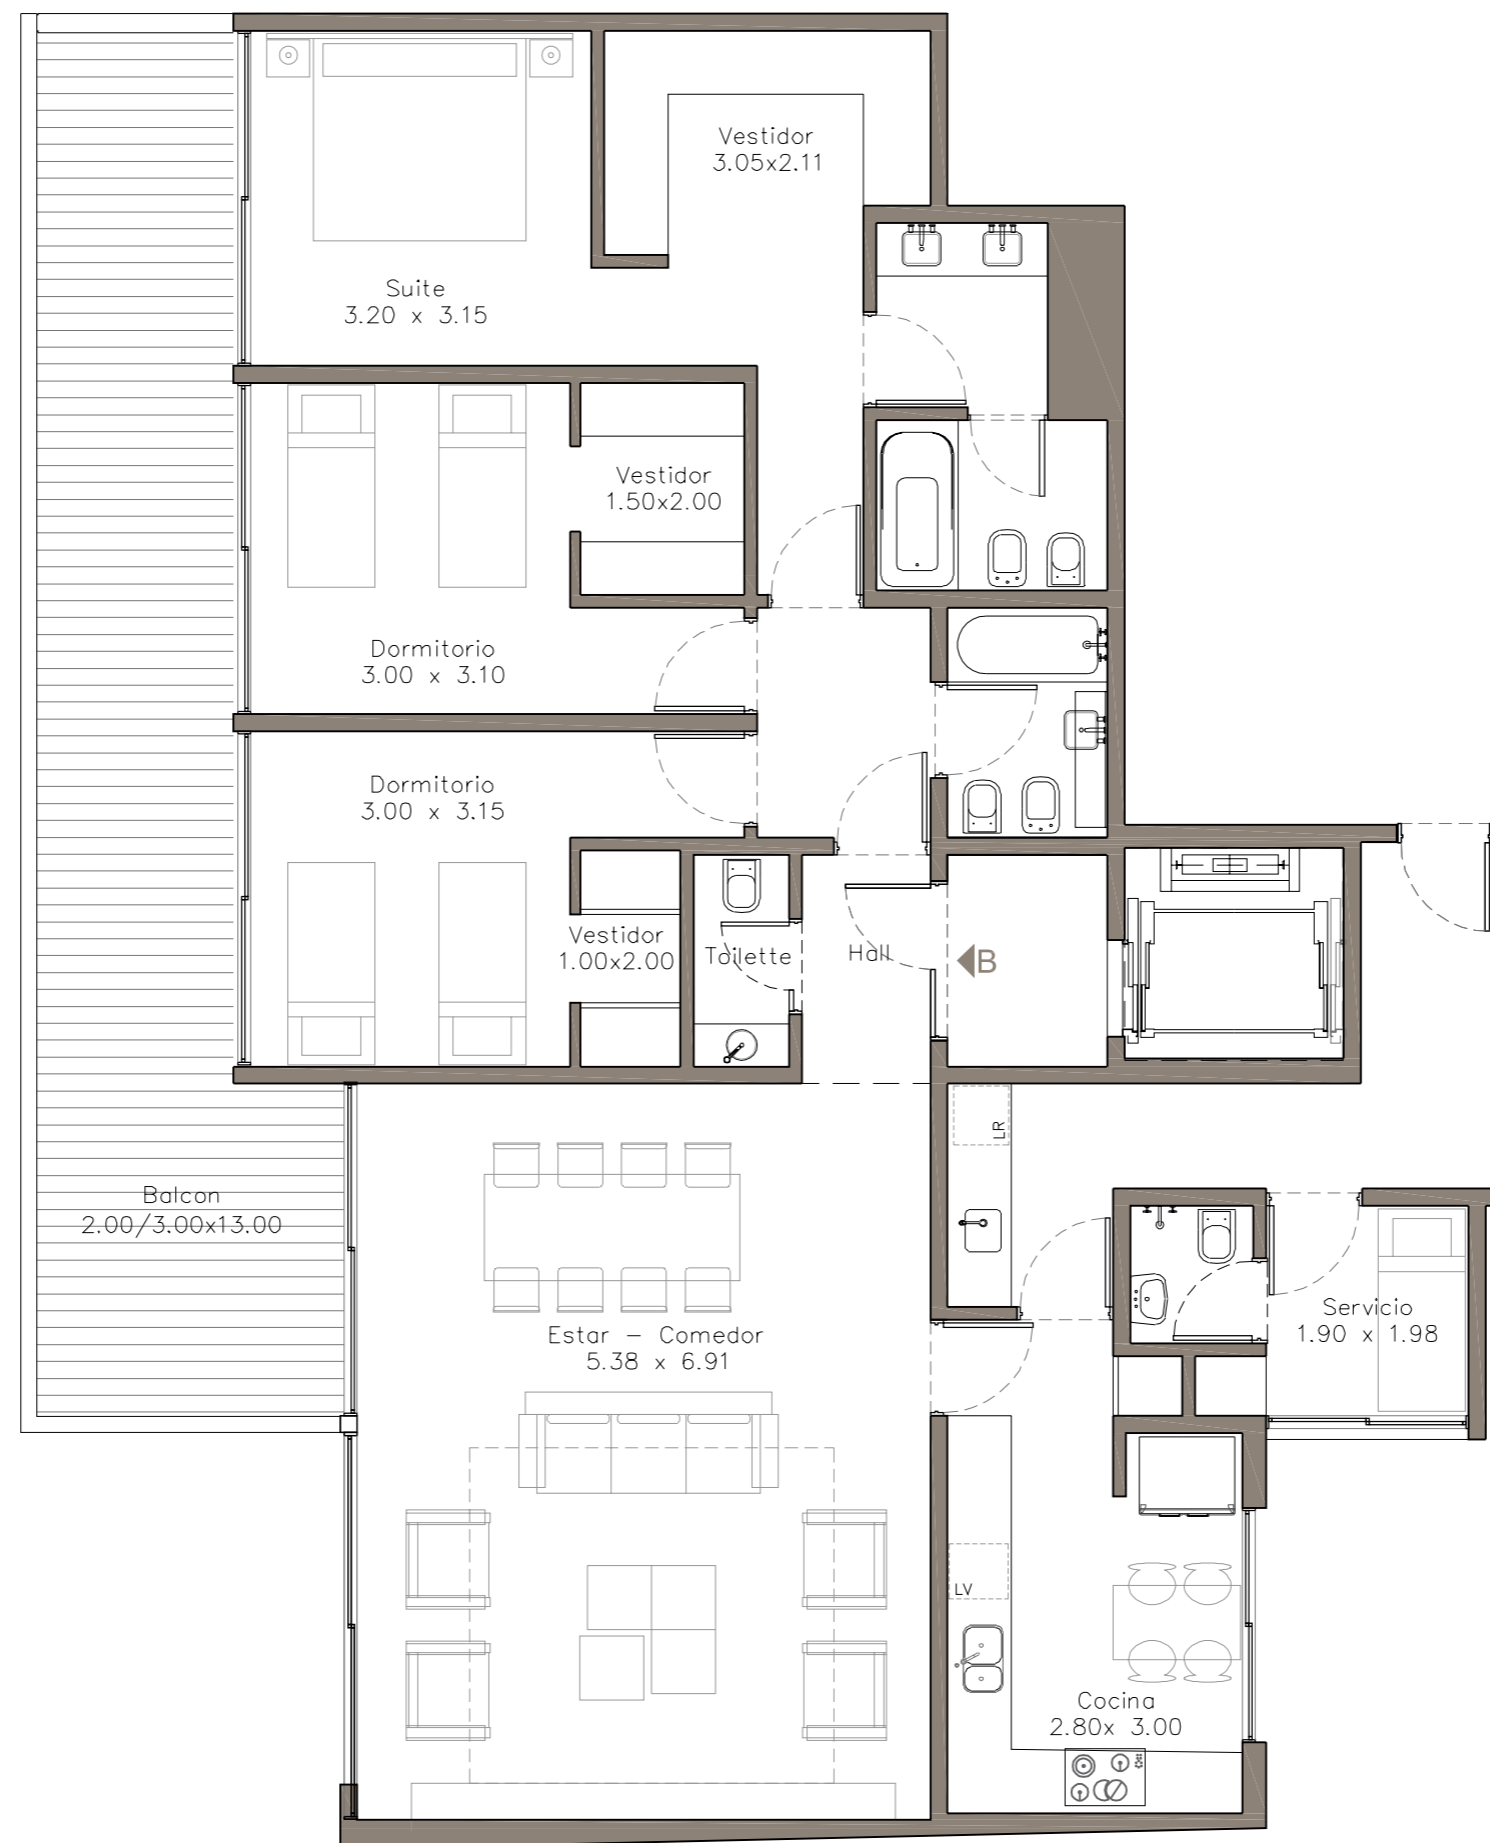 Vestidor
3.05x2.11
Suite
3.20 x 3.15
Vestidor
1.50x2.00
Dormitorio
3.00 x 3.10
Dormitorio
3.00 x 3.15
Vestidor
1.00x2.00
Toilette
Hall
B
LR
Balcon
2.00/3.00x13.00
Estar - Comedor
5.38 x 6.91
Servicio
1.90 x 1.98
LV
Cocina
2.80x 3.00